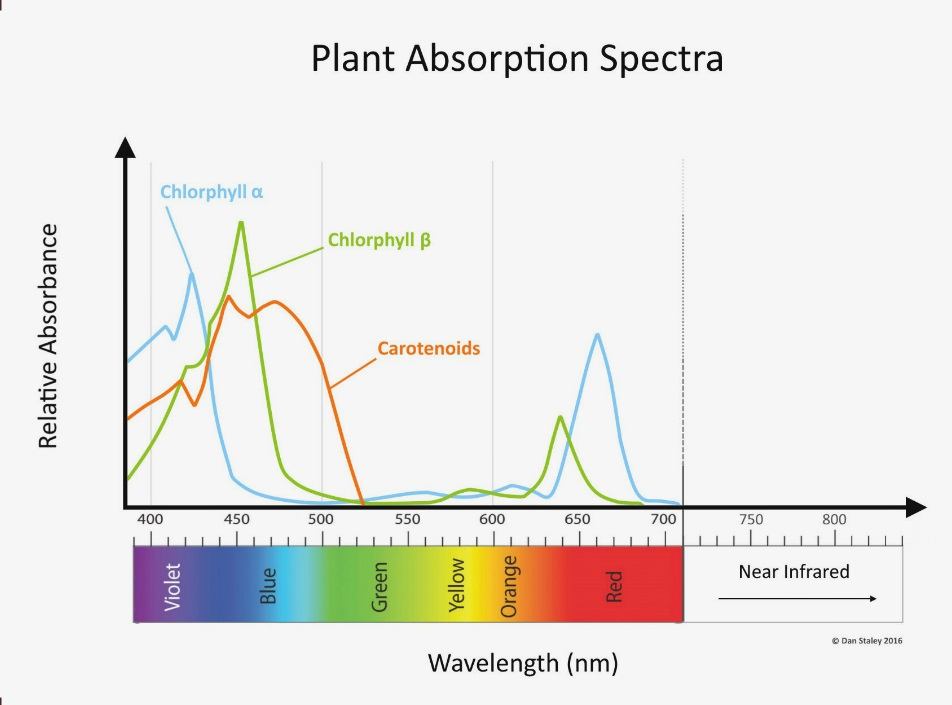 Plant Absorption Spectra
Chlorophyll α
Chlorophyll β
Carotenoids
Relative Absorbance
400 450 500 550 600 650 700 750 800
Violet Blue Green Yellow Orange Red Near Infrared
© Dan Staley 2016
Wavelength (nm)